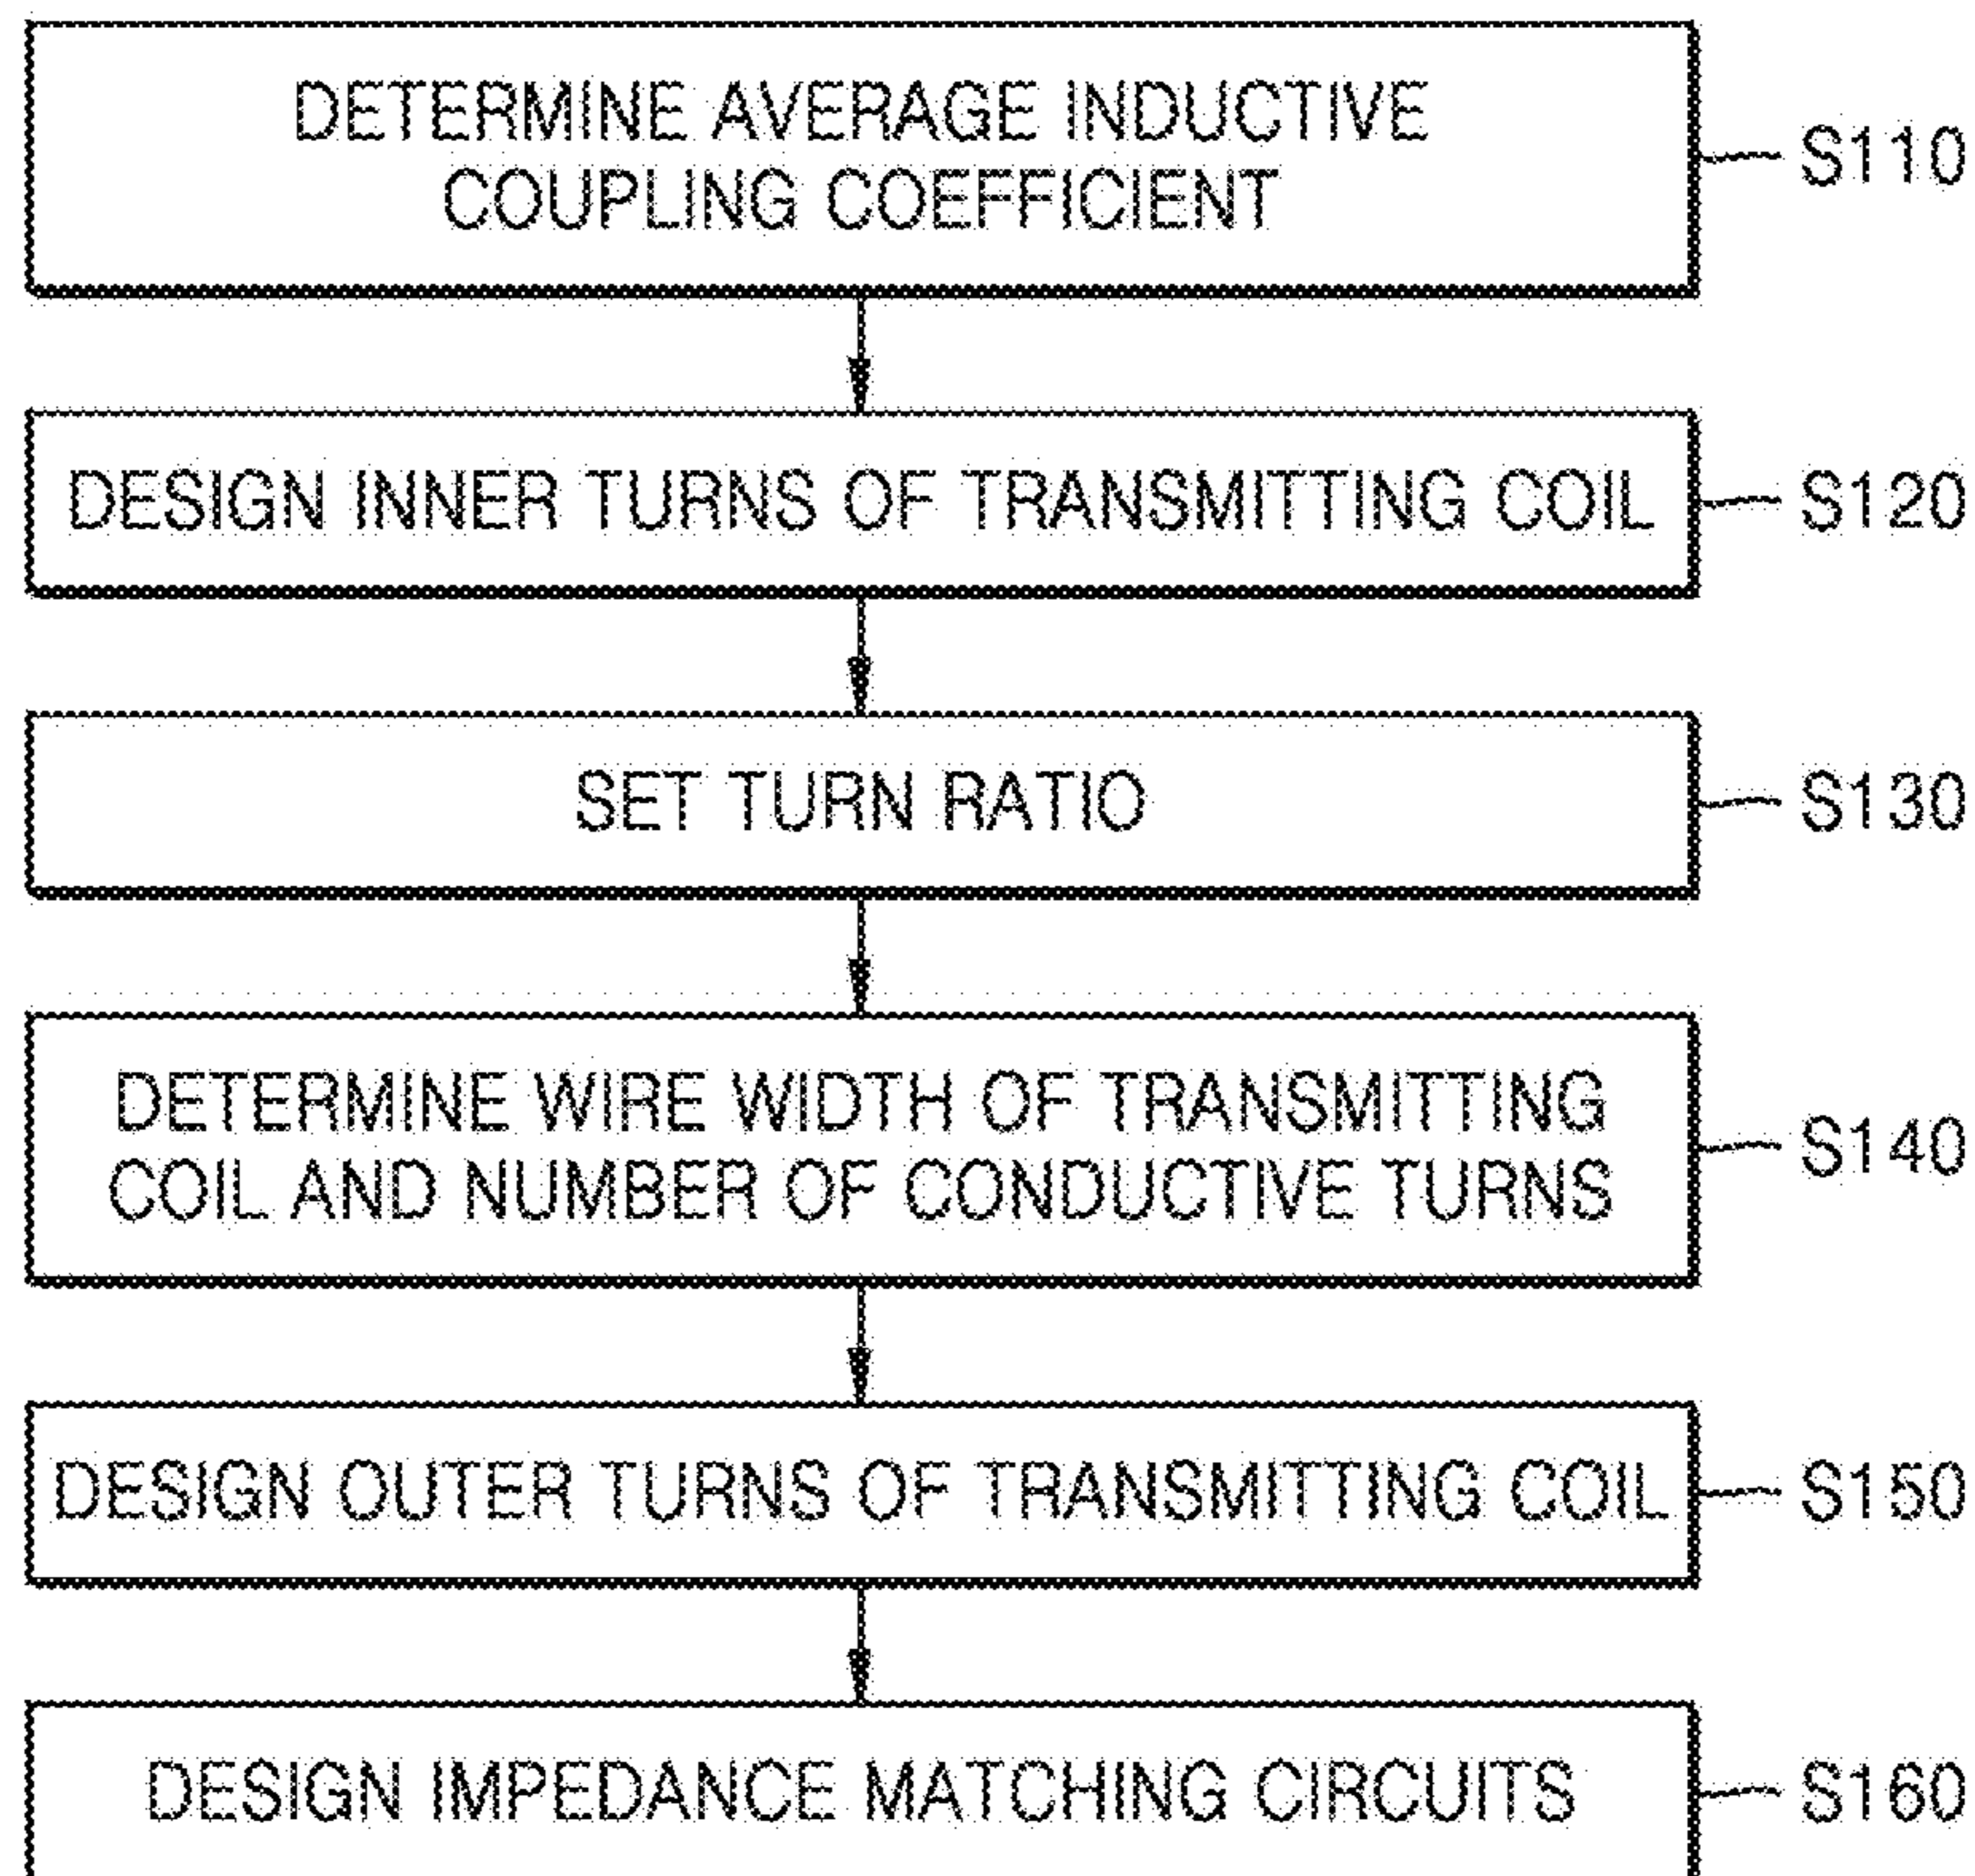 DETERMINE AVERAGE INDUCTIVE
COUPLING COEFFICIENT
S110
DESIGN INNER TURNS OF TRANSMITTING COIL
S120
SET TURN RATIO
S130
DETERMINE WIRE WIDTH OF TRANSMITTING
COIL AND NUMBER OF CONDUCTIVE TURNS
S140
DESIGN OUTER TURNS OF TRANSMITTING COIL
S150
DESIGN IMPEDANCE MATCHING CIRCUITS
S160